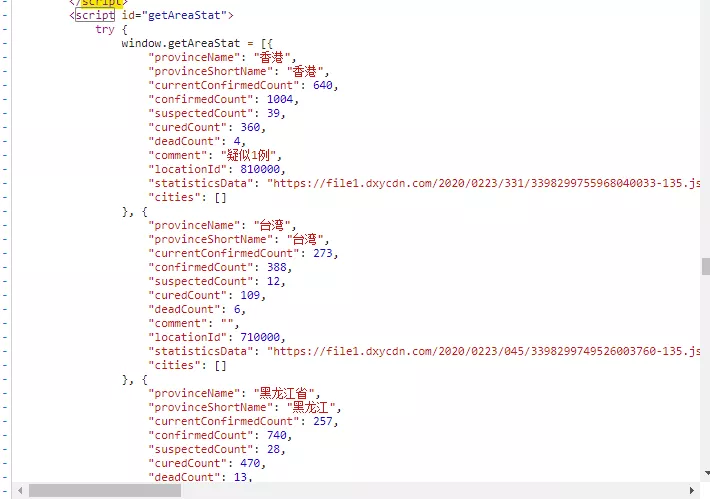 </script>
<script id="getAreaStat">
try {
window.getAreaStat = [{
"provinceName": "香港",
"provinceShortName": "香港",
"currentConfirmedCount": 640,
"confirmedCount": 1004,
"suspectedCount": 39,
"curedCount": 360,
"deadCount": 4,
"comment": "疑似1例",
"locationId": 810000,
"statisticsData": "https://file1.dxycdn.com/2020/0223/331/3398299755968040033-135.js
"cities": []
}, {
"provinceName": "台湾",
"provinceShortName": "台湾",
"currentConfirmedCount": 273,
"confirmedCount": 388,
"suspectedCount": 12,
"curedCount": 109,
"deadCount": 6,
"comment": "",
"locationId": 710000,
"statisticsData": "https://file1.dxycdn.com/2020/0223/045/3398299749526003760-135.js
"cities": []
}, {
"provinceName": "黑龙江省",
"provinceShortName": "黑龙江",
"currentConfirmedCount": 257,
"confirmedCount": 740,
"suspectedCount": 28,
"curedCount": 470,
"deadCount": 13,